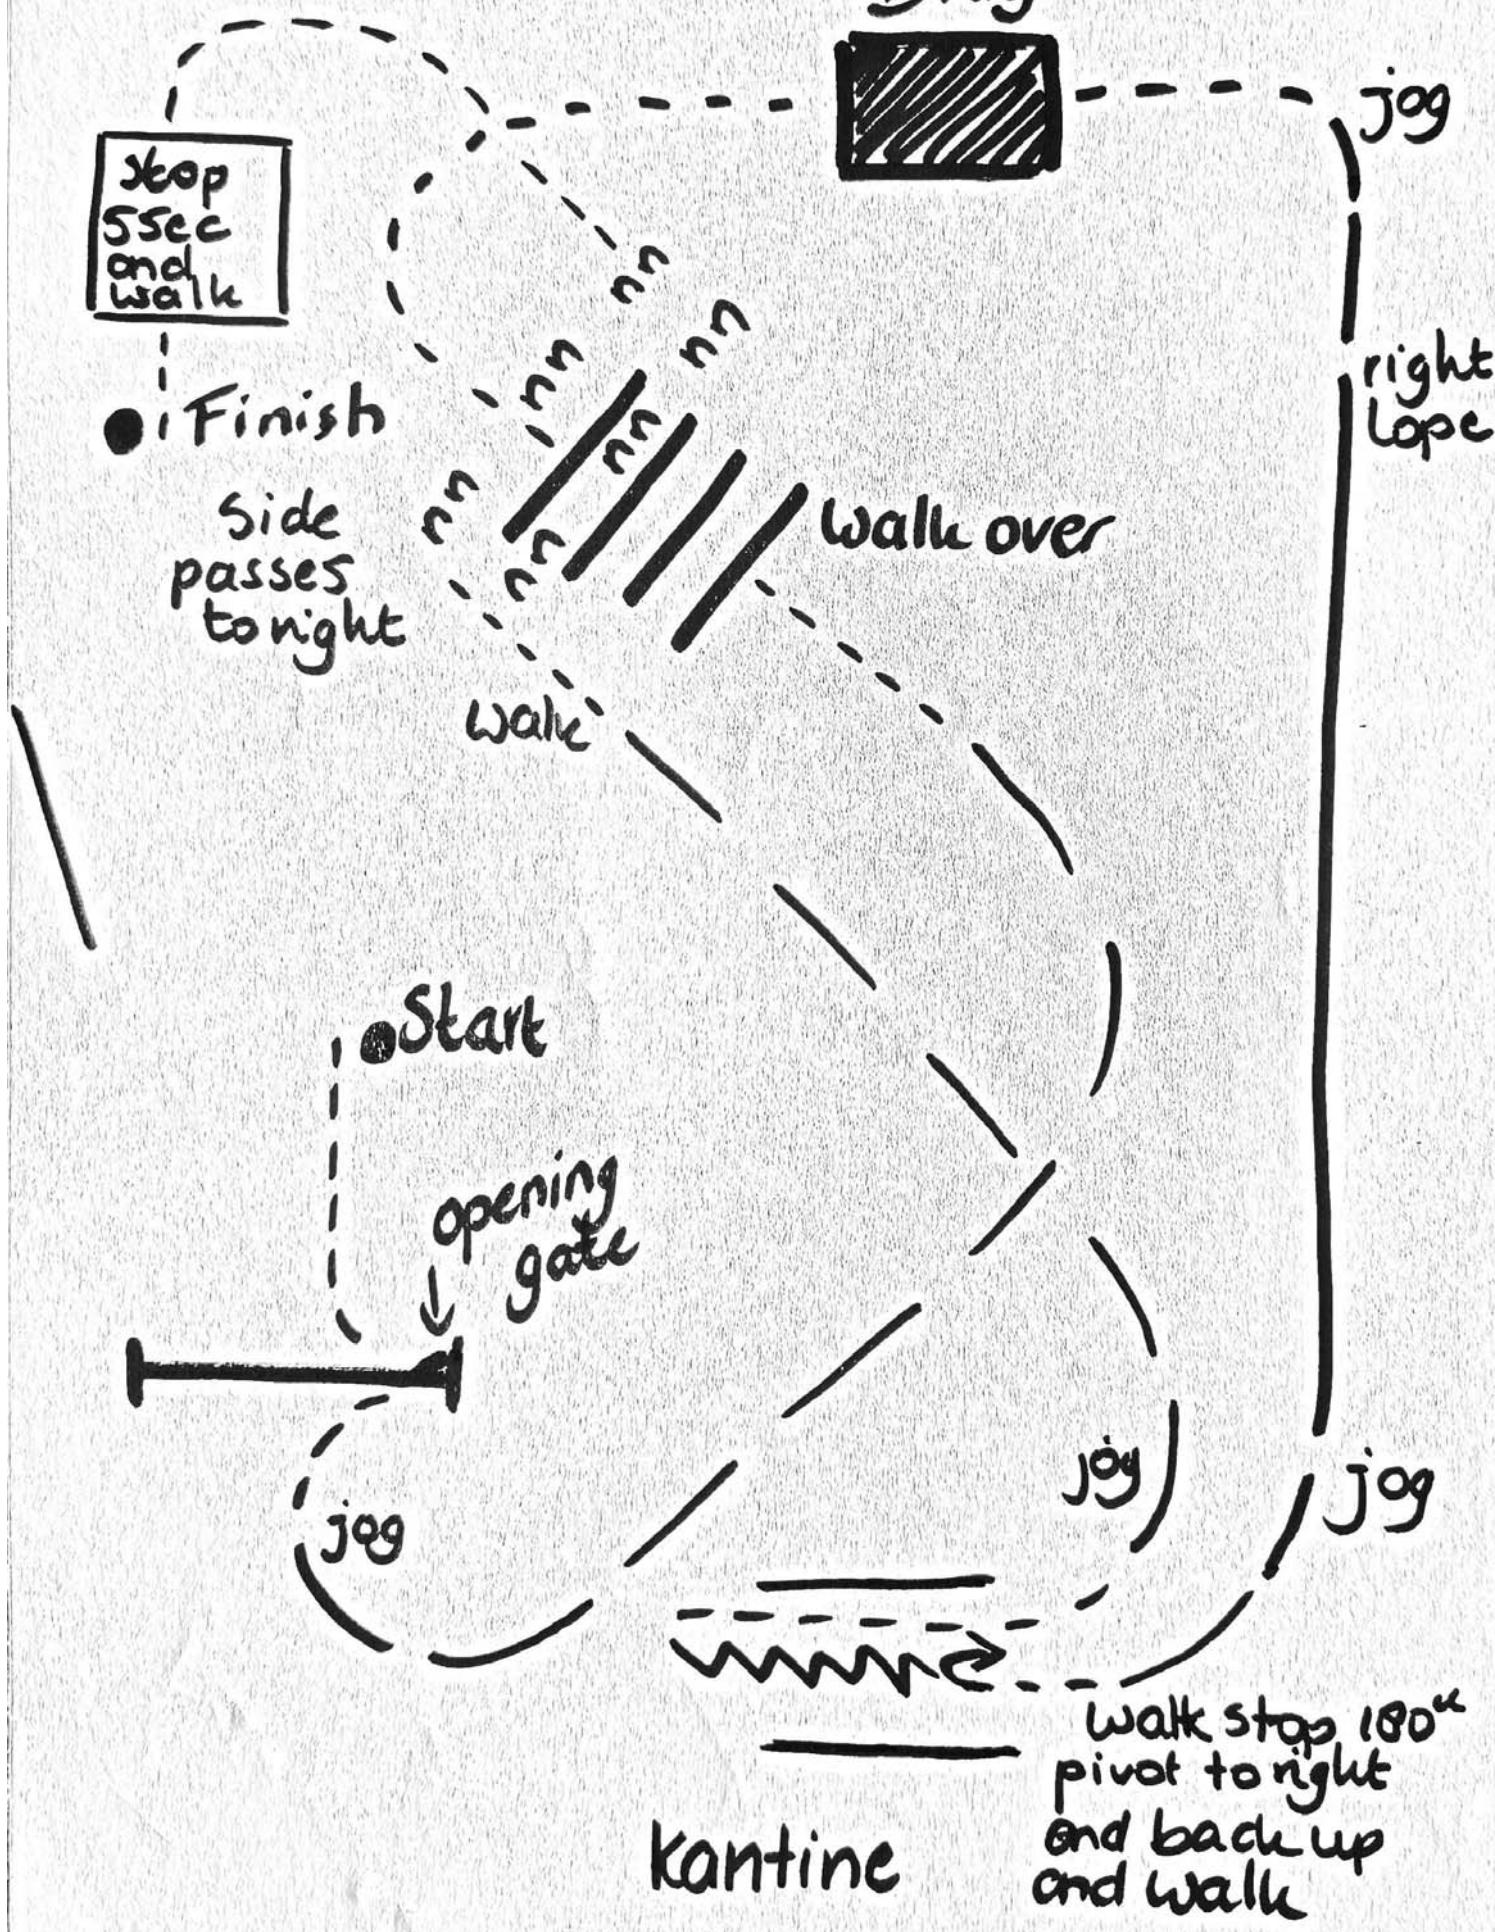 jog
stop
5sec
and
walk
right
lope
Finish
Side
passes
to right
walk over
walk
Start
opening
gate
jog
jog
jog
walk stop 180°
pivot to right
and back up
and walk
kantine